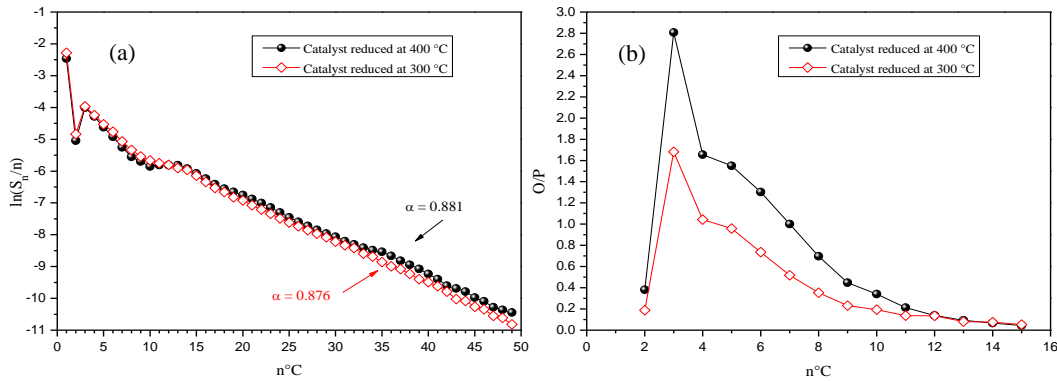 (a)
Catalyst reduced at 400 °C
Catalyst reduced at 300 °C
α = 0.881
α = 0.876
ln(Sn/n)
-1
-2
-3
-4
-5
-6
-7
-8
-9
-10
-11
0 5 10 15 20 25 30 35 40 45 50
n°C
(b)
Catalyst reduced at 400 °C
Catalyst reduced at 300 °C
O/P
3.0
2.8
2.6
2.4
2.2
2.0
1.8
1.6
1.4
1.2
1.0
0.8
0.6
0.4
0.2
0.0
0 2 4 6 8 10 12 14 16
n°C